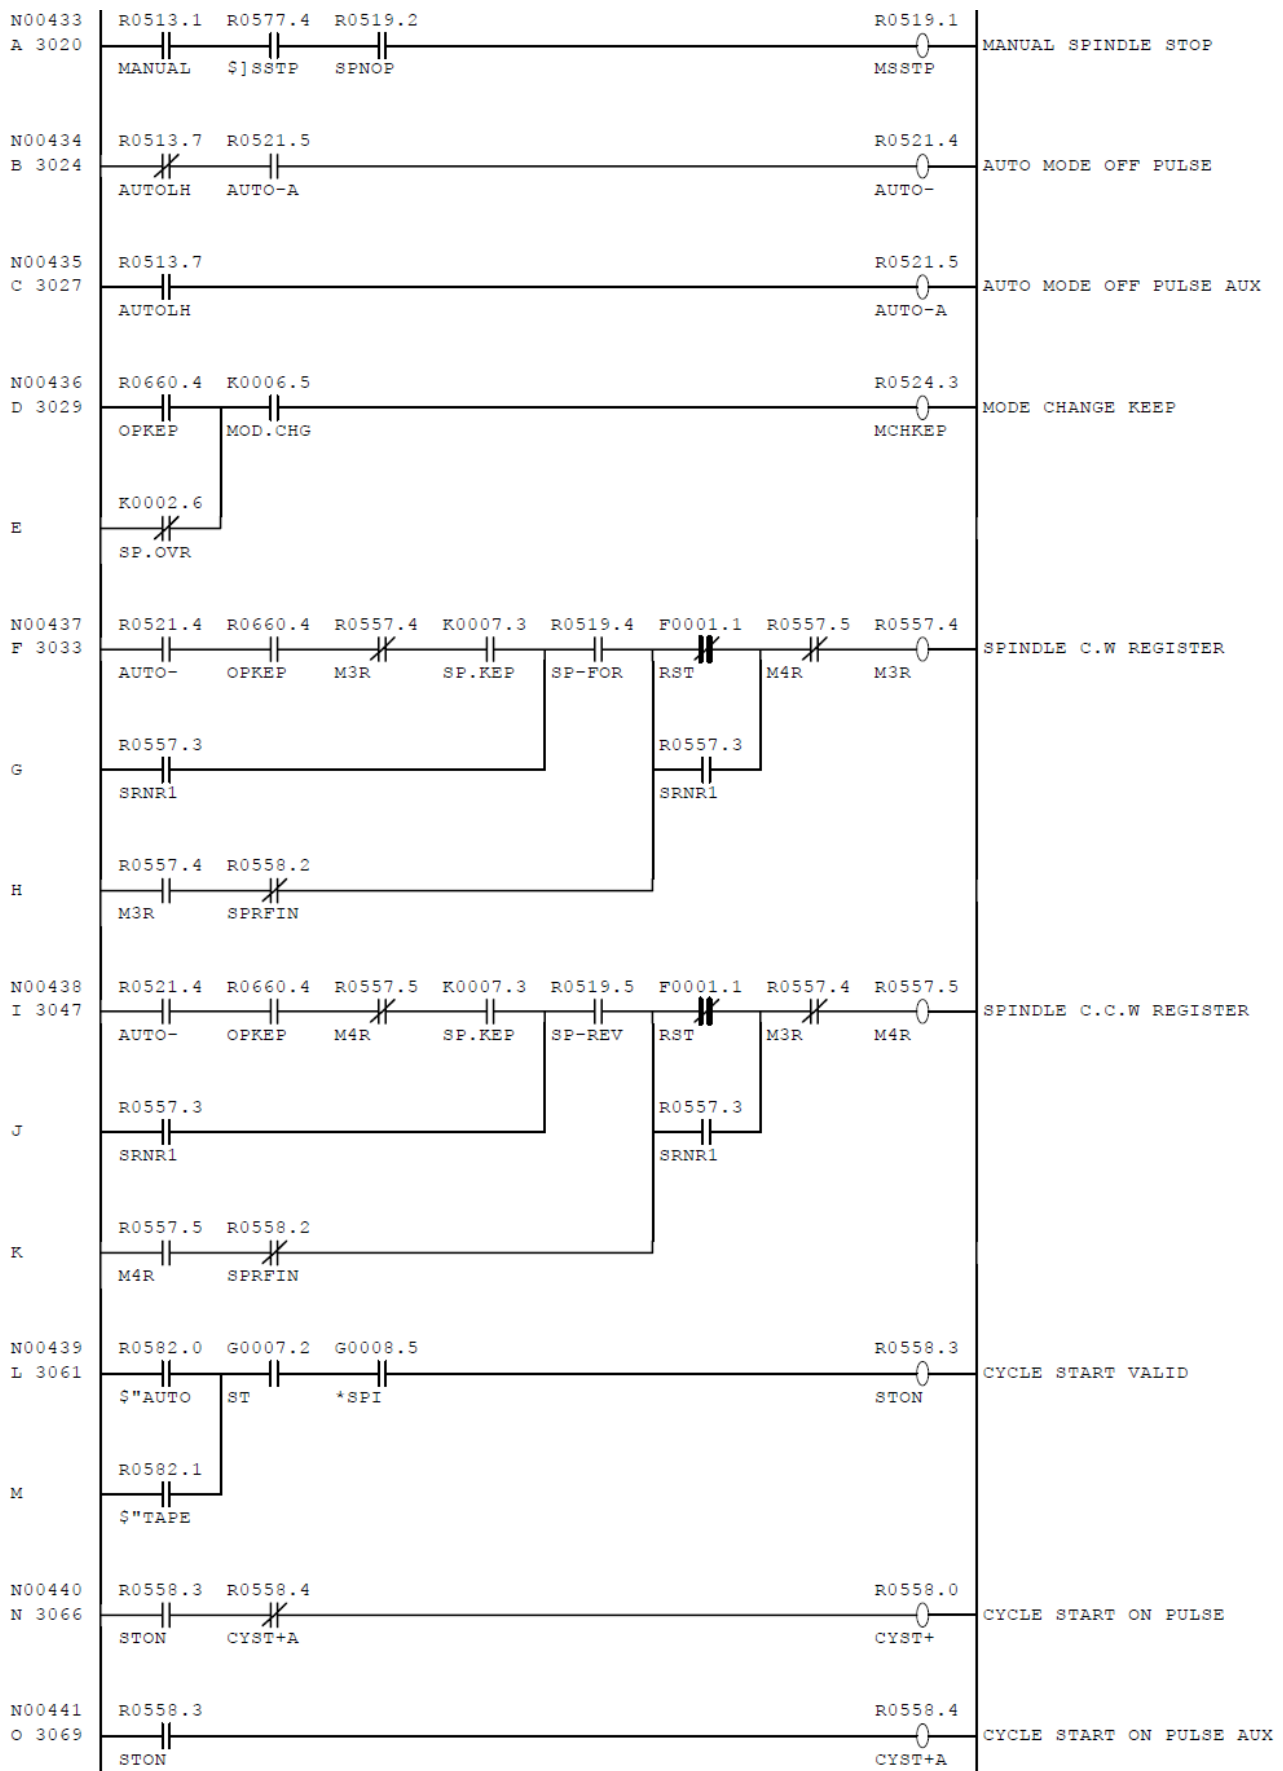 N00433 R0513.1 R0577.4 R0519.2 R0519.1
A 3020 MANUAL SPINDLE STOP
MANUAL $]SSTP SPNOP MSSTP
N00434 R0513.7 R0521.5 R0521.4
B 3024 AUTO MODE OFF PULSE
AUTOLH AUTO-A AUTO-
N00435 R0513.7 R0521.5
C 3027 AUTO MODE OFF PULSE AUX
AUTOLH AUTO-A
N00436 R0660.4 K0006.5 R0524.3
D 3029 MODE CHANGE KEEP
OPKEP MOD.CHG MCHKEP
K0002.6
E
SP.OVR
N00437 R0521.4 R0660.4 R0557.4 K0007.3 R0519.4 F0001.1 R0557.5 R0557.4
F 3033 SPINDLE C.W REGISTER
AUTO- OPKEP M3R SP.KEP SP-FOR RST M4R M3R
R0557.3 R0557.3
G
SRNR1 SRNR1
R0557.4 R0558.2
H
M3R SPRFIN
N00438 R0521.4 R0660.4 R0557.5 K0007.3 R0519.5 F0001.1 R0557.4 R0557.5
I 3047 SPINDLE C.C.W REGISTER
AUTO- OPKEP M4R SP.KEP SP-REV RST M3R M4R
R0557.3 R0557.3
J
SRNR1 SRNR1
R0557.5 R0558.2
K
M4R SPRFIN
N00439 R0582.0 G0007.2 G0008.5 R0558.3
L 3061 CYCLE START VALID
$"AUTO ST *SPI STON
R0582.1
M
$"TAPE
N00440 R0558.3 R0558.4 R0558.0
N 3066 CYCLE START ON PULSE
STON CYST+A CYST+
N00441 R0558.3 R0558.4
O 3069 CYCLE START ON PULSE AUX
STON CYST+A